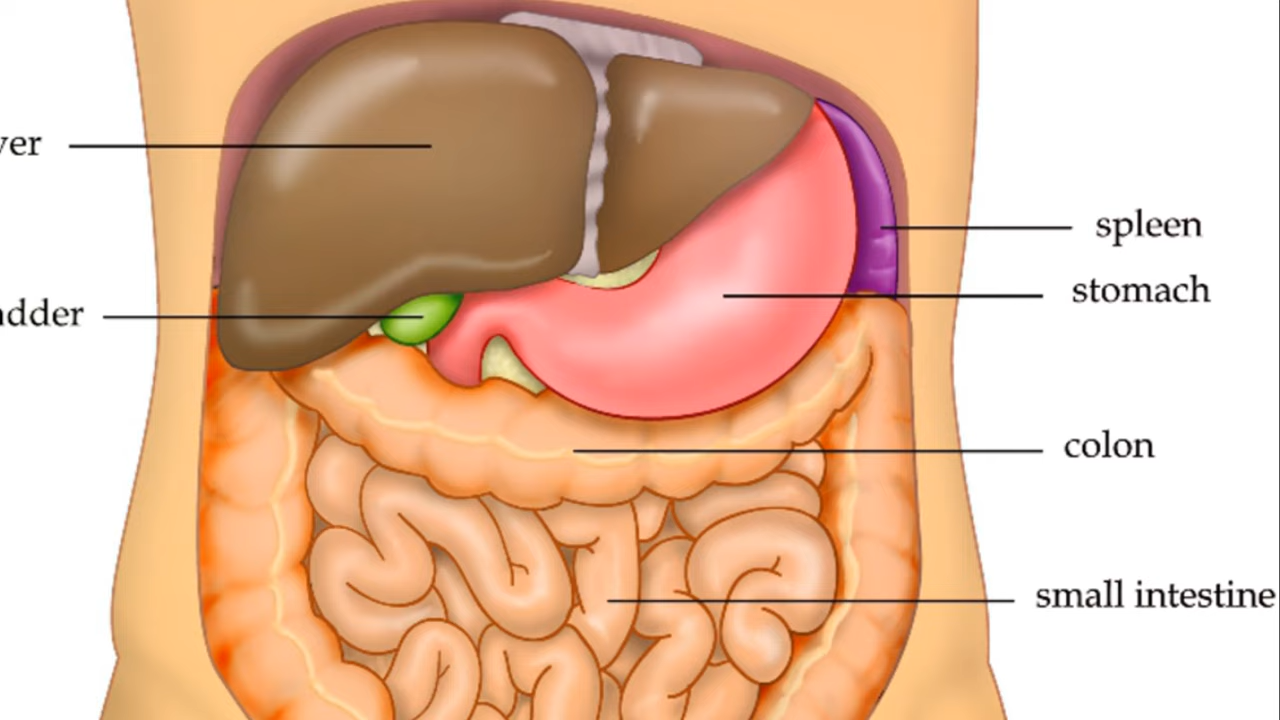 ver
spleen
stomach
adder
colon
small intestine